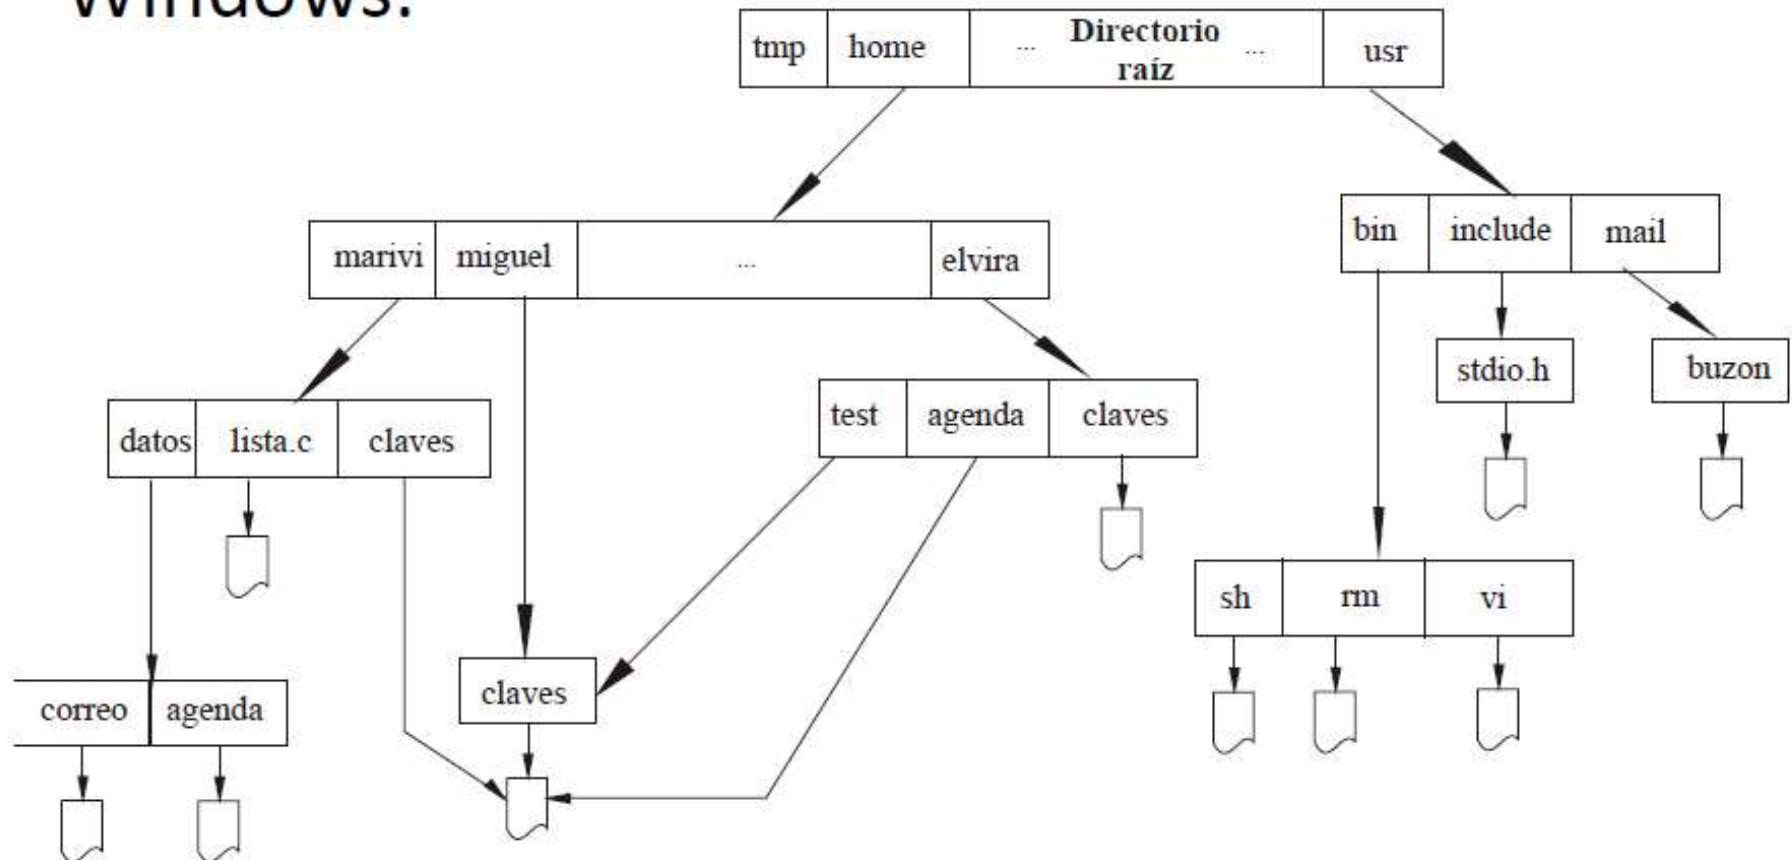 Windows.
tmp home ... Directorio raíz ... usr
marivi miguel ... elvira
bin include mail
stdio.h buzon
test agenda claves
datos lista.c claves
sh rm vi
claves
correo agenda